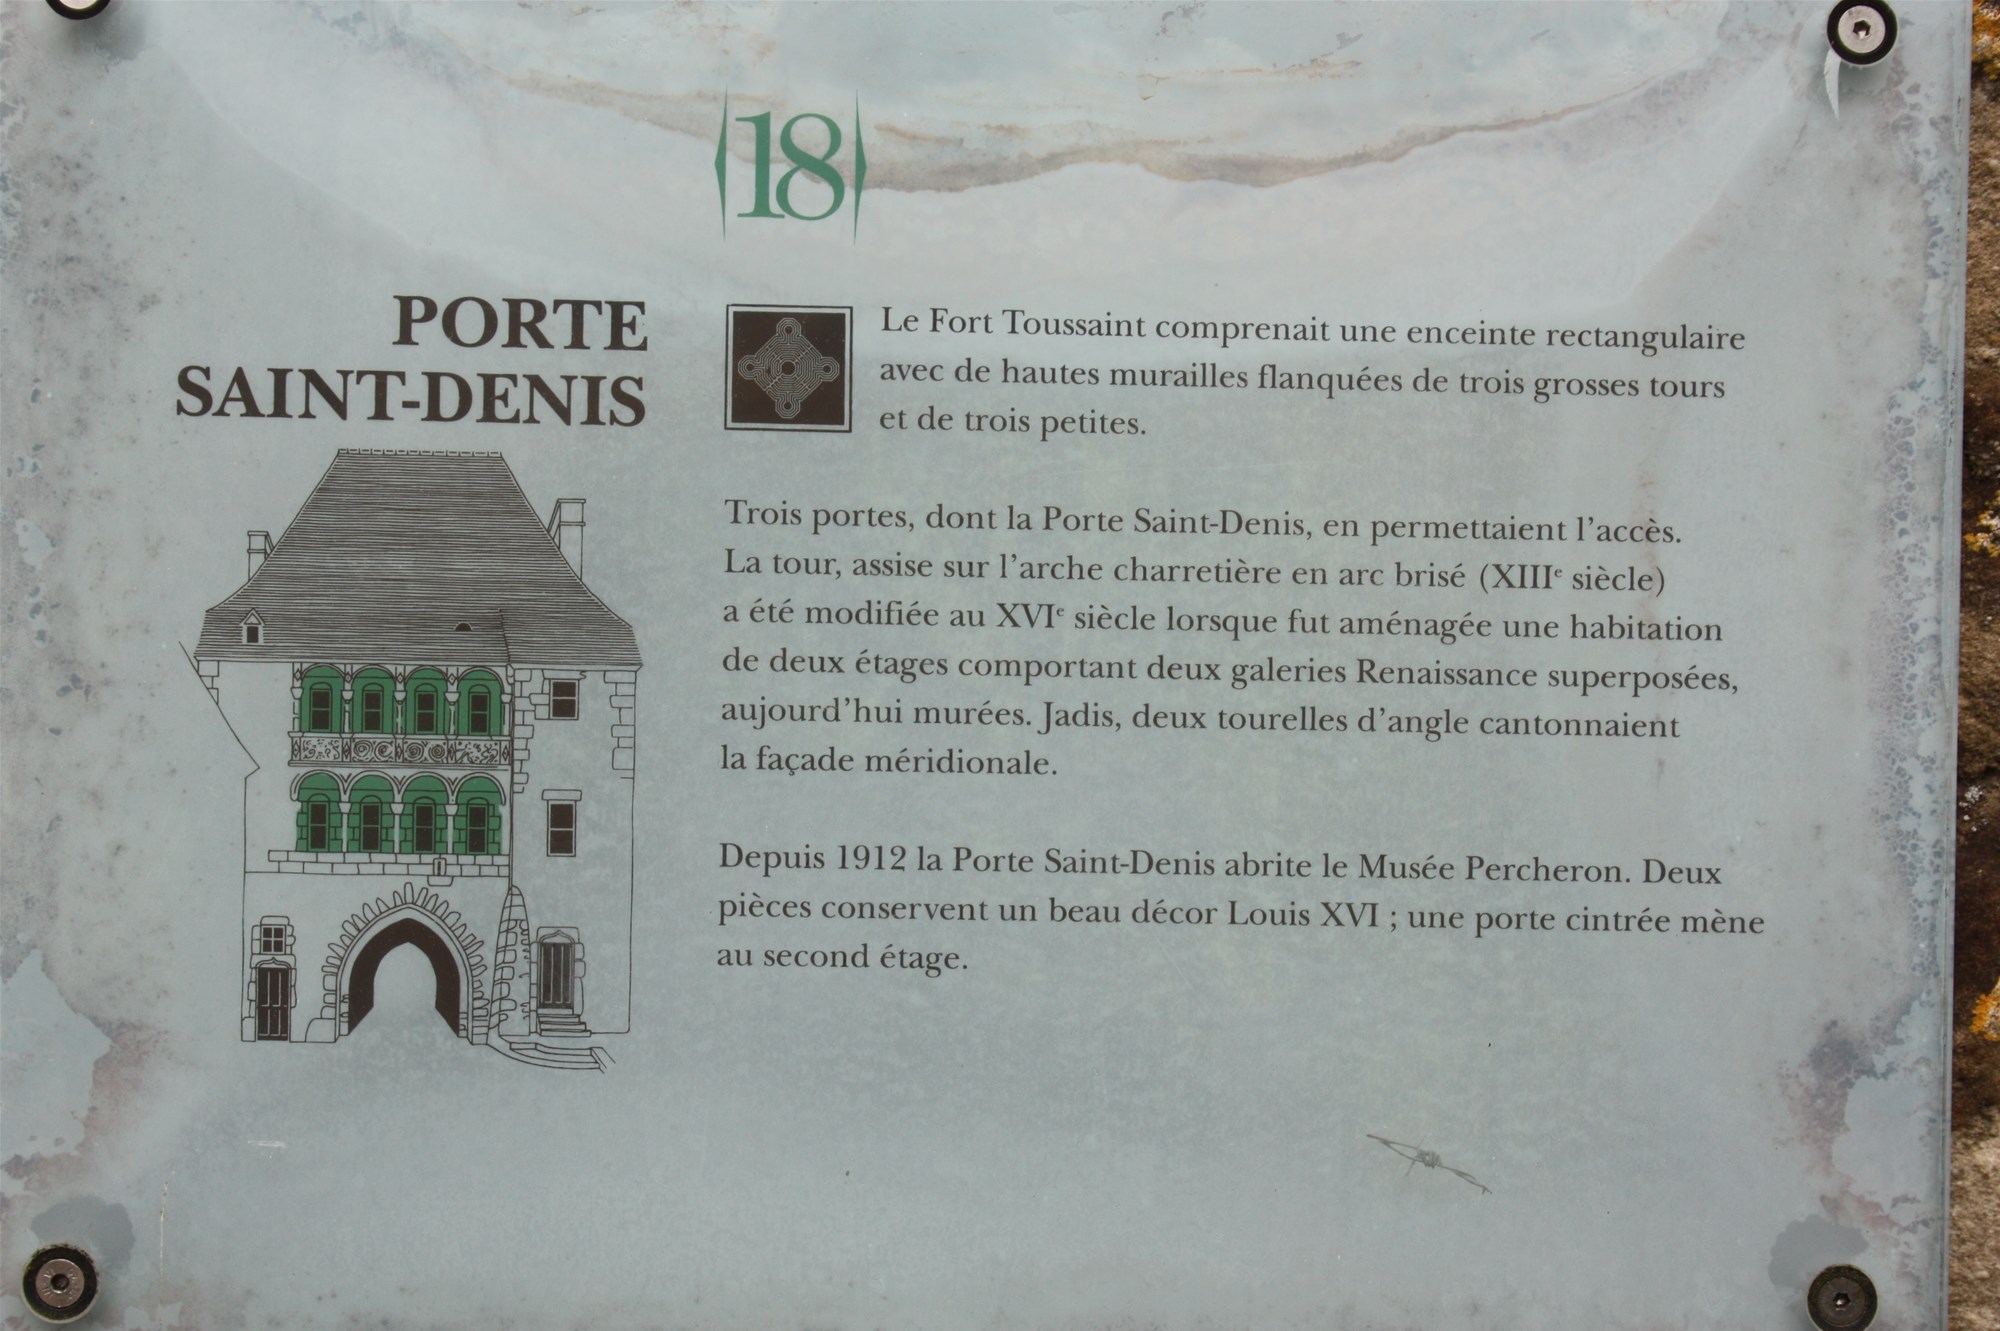 18
PORTE
SAINT-DENIS
Le Fort Toussaint comprenait une enceinte rectangulaire
avec de hautes murailles flanquées de trois grosses tours
et de trois petites.
Trois portes, dont la Porte Saint-Denis, en permettaient l'accès.
La tour, assise sur l'arche charretière en arc brisé (XIIIe siècle)
a été modifiée au XVIe siècle lorsque fut aménagée une habitation
de deux étages comportant deux galeries Renaissance superposées,
aujourd'hui murées. Jadis, deux tourelles d'angle cantonnaient
la façade méridionale.
Depuis 1912 la Porte Saint-Denis abrite le Musée Percheron. Deux
pièces conservent un beau décor Louis XVI ; une porte cintrée mène
au second étage.